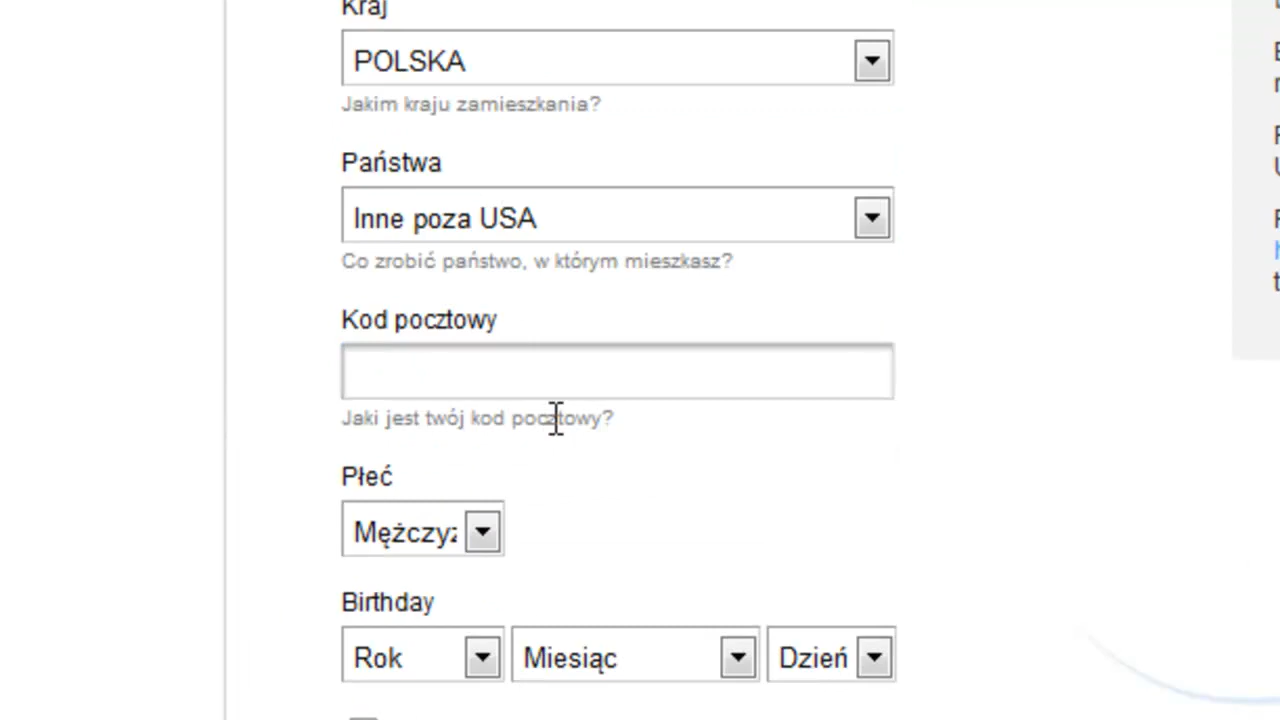 Kraj
POLSKA
Jakim kraju zamieszkania?
Państwa
Inne poza USA
Co zrobić państwo, w którym mieszkasz?
Kod pocztowy
Jaki jest twój kod pocztowy?
Płeć
Birthday
Rok Miesiąc Dzień